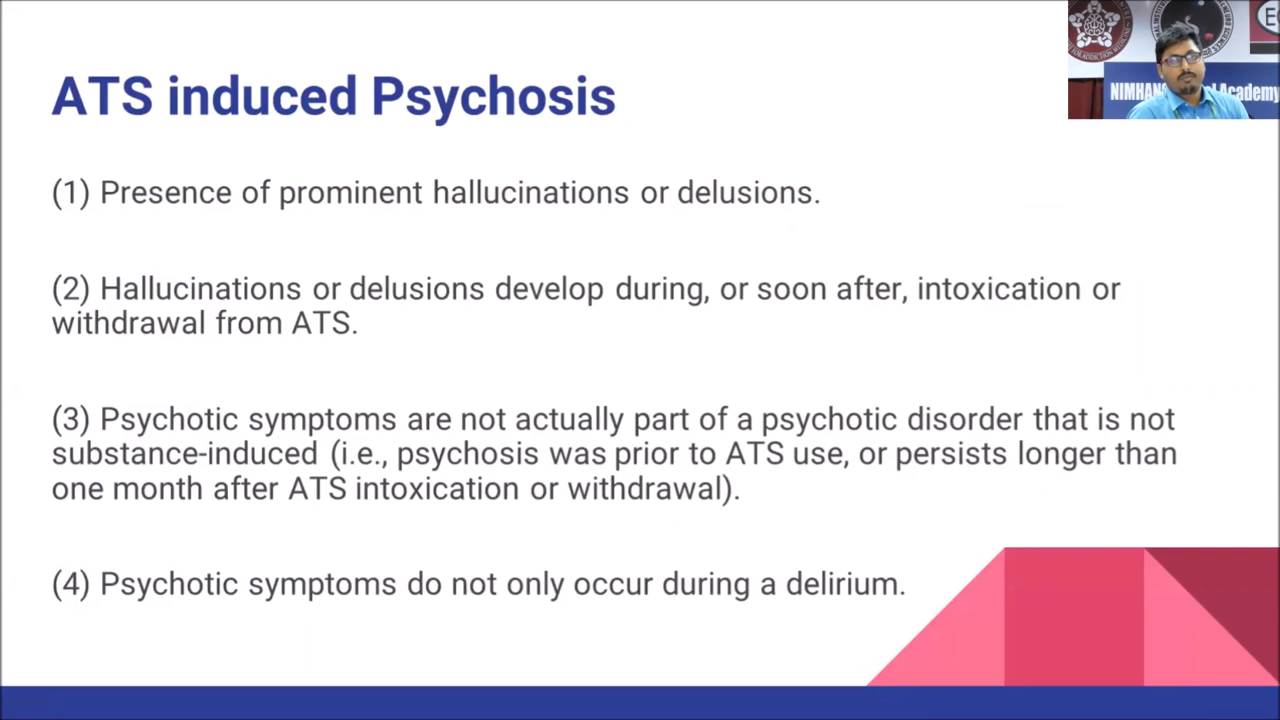 ATS induced Psychosis
(1) Presence of prominent hallucinations or delusions.
(2) Hallucinations or delusions develop during, or soon after, intoxication or
withdrawal from ATS.
(3) Psychotic symptoms are not actually part of a psychotic disorder that is not
substance-induced (i.e., psychosis was prior to ATS use, or persists longer than
one month after ATS intoxication or withdrawal).
(4) Psychotic symptoms do not only occur during a delirium.
NIMHANS Academy